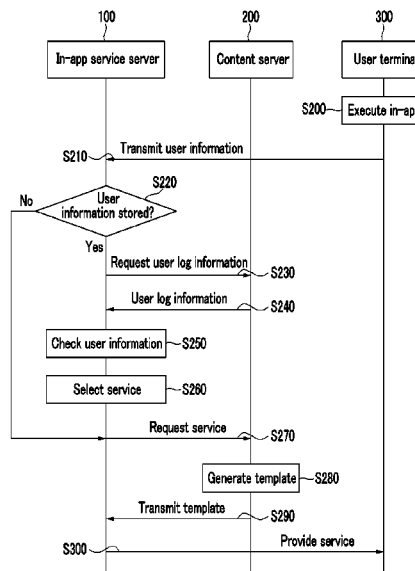 100 200 300
In-app service server Content server User termina
S200 Execute in-ap
S210 Transmit user information
S220
No User
information stored?
Yes
Request user log information S230
User log information S240
Check user information S250
Select service S260
Request service S270
Generate template S280
Transmit template S290
S300 Provide service